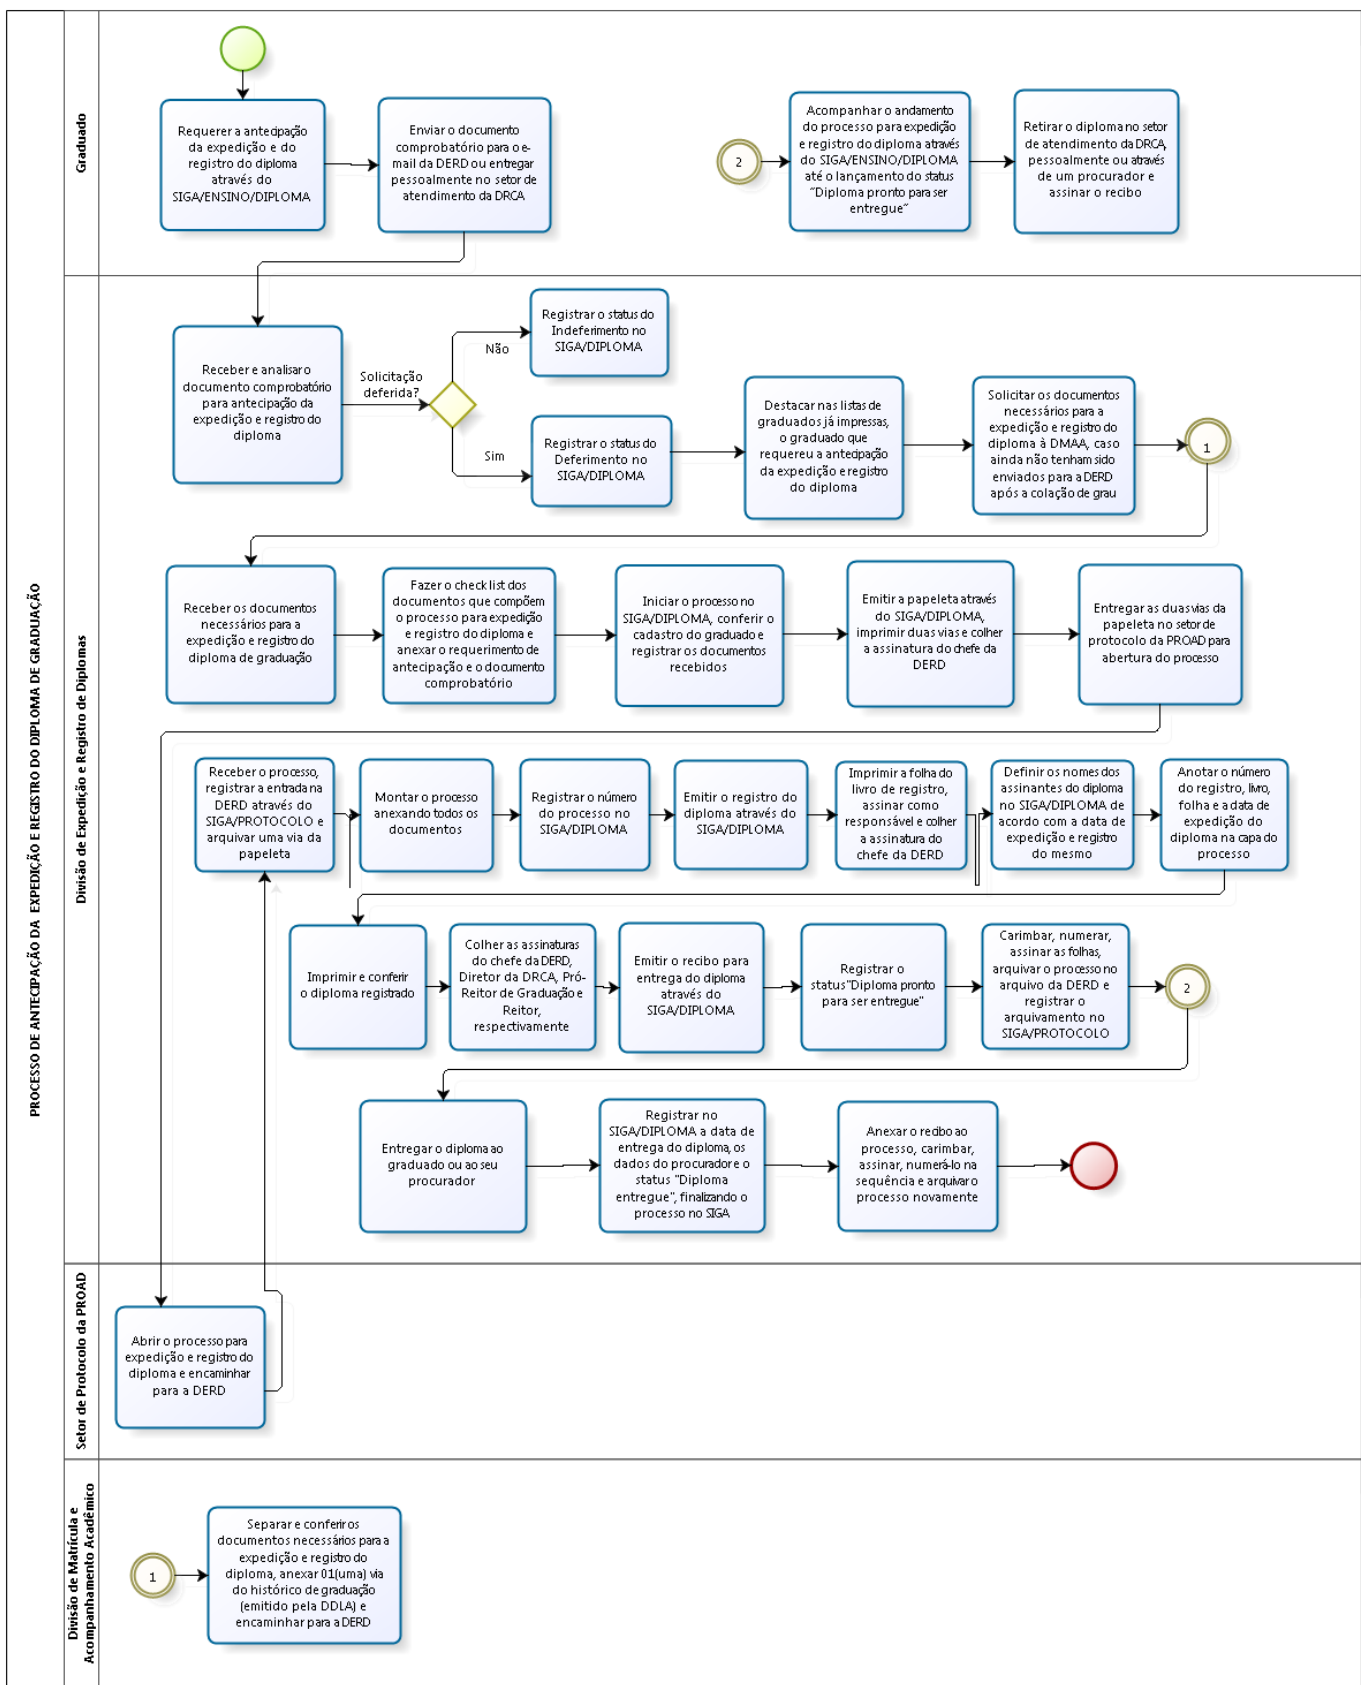 PROCESSO DE ANTECIPAÇÃO DA EXPEDIÇÃO E REGISTRO DO DIPLOMA DE GRADUAÇÃO
Graduado
Requerer a antecipação
da expedição e do
registro do diploma
através do
SIGA/ENSINO/DIPLOMA
Enviar o documento
comprobatório para o e-
mail da DERD ou entregar
pessoalmente no setor de
atendimento da DRCA
2
Acompanhar o andamento
do processo para expedição
e registro do diploma através
do SIGA/ENSINO/DIPLOMA
até o lançamento do status
"Diploma pronto para ser
entregue"
Retirar o diploma no setor
de atendimento da DRCA,
pessoalmente ou através
de um procurador e
assinar o recibo
Divisão de Expedição e Registro de Diplomas
Receber e analisar o
documento comprobatório
para antecipação da
expedição e registro do
diploma
Solicitação
deferida?
Não
Registrar o status do
Indeferimento no
SIGA/DIPLOMA
Sim
Registrar o status do
Deferimento no
SIGA/DIPLOMA
Destacar nas listas de
graduados já impressas,
o graduado que
requereu a antecipação
da expedição e registro
do diploma
Solicitar os documentos
necessários para a
expedição e registro do
diploma à DMAA, caso
ainda não tenham sido
enviados para a DERD
após a colação de grau
1
Receber os documentos
necessários para a
expedição e registro do
diploma de graduação
Fazer o check list dos
documentos que compõem
o processo para expedição
e registro do diploma e
anexar o requerimento de
antecipação e o documento
comprobatório
Iniciar o processo no
SIGA/DIPLOMA, conferir o
cadastro do graduado e
registrar os documentos
recebidos
Emitir a papeleta através
do SIGA/DIPLOMA,
imprimir duas vias e colher
a assinatura do chefe da
DERD
Entregar as duas vias da
papeleta no setor de
protocolo da PROAD para
abertura do processo
Receber o processo,
registrar a entrada na
DERD através do
SIGA/PROTOCOLO e
arquivar uma via da
papeleta
Montar o processo
anexando todos os
documentos
Registrar o número
do processo no
SIGA/DIPLOMA
Emitir o registro do
diploma através do
SIGA/DIPLOMA
Imprimir a folha do
livro de registro,
assinar como
responsável e colher
a assinatura do
chefe da DERD
Definir os nomes dos
assinantes do diploma
no SIGA/DIPLOMA de
acordo com a data de
expedição e registro
do mesmo
Anotar o número
do registro, livro,
folha e a data de
expedição do
diploma na capa do
processo
Imprimir e conferir
o diploma registrado
Colher as assinaturas
do chefe da DERD,
Diretor da DRCA, Pró-
Reitor de Graduação e
Reitor,
respectivamente
Emitir o recibo para
entrega do diploma
através do
SIGA/DIPLOMA
Registrar o
status "Diploma pronto
para ser entregue"
Carimbar, numerar,
assinar as folhas,
arquivar o processo no
arquivo da DERD e
registrar o
arquivamento no
SIGA/PROTOCOLO
2
Entregar o diploma ao
graduado ou ao seu
procurador
Registrar no
SIGA/DIPLOMA a data de
entrega do diploma, os
dados do procurador e o
status "Diploma
entregue", finalizando o
processo no SIGA
Anexar o recibo ao
processo, carimbar,
assinar, numerá-lo na
sequência e arquivar o
processo novamente
Setor de Protocolo da PROAD
Abrir o processo para
expedição e registro do
diploma e encaminhar
para a DERD
Divisão de Matrícula e
Acompanhamento Acadêmico
1
Separar e conferir os
documentos necessários para a
expedição e registro do
diploma, anexar 01(uma) via
do histórico de graduação
(emitido pela DDLA) e
encaminhar para a DERD